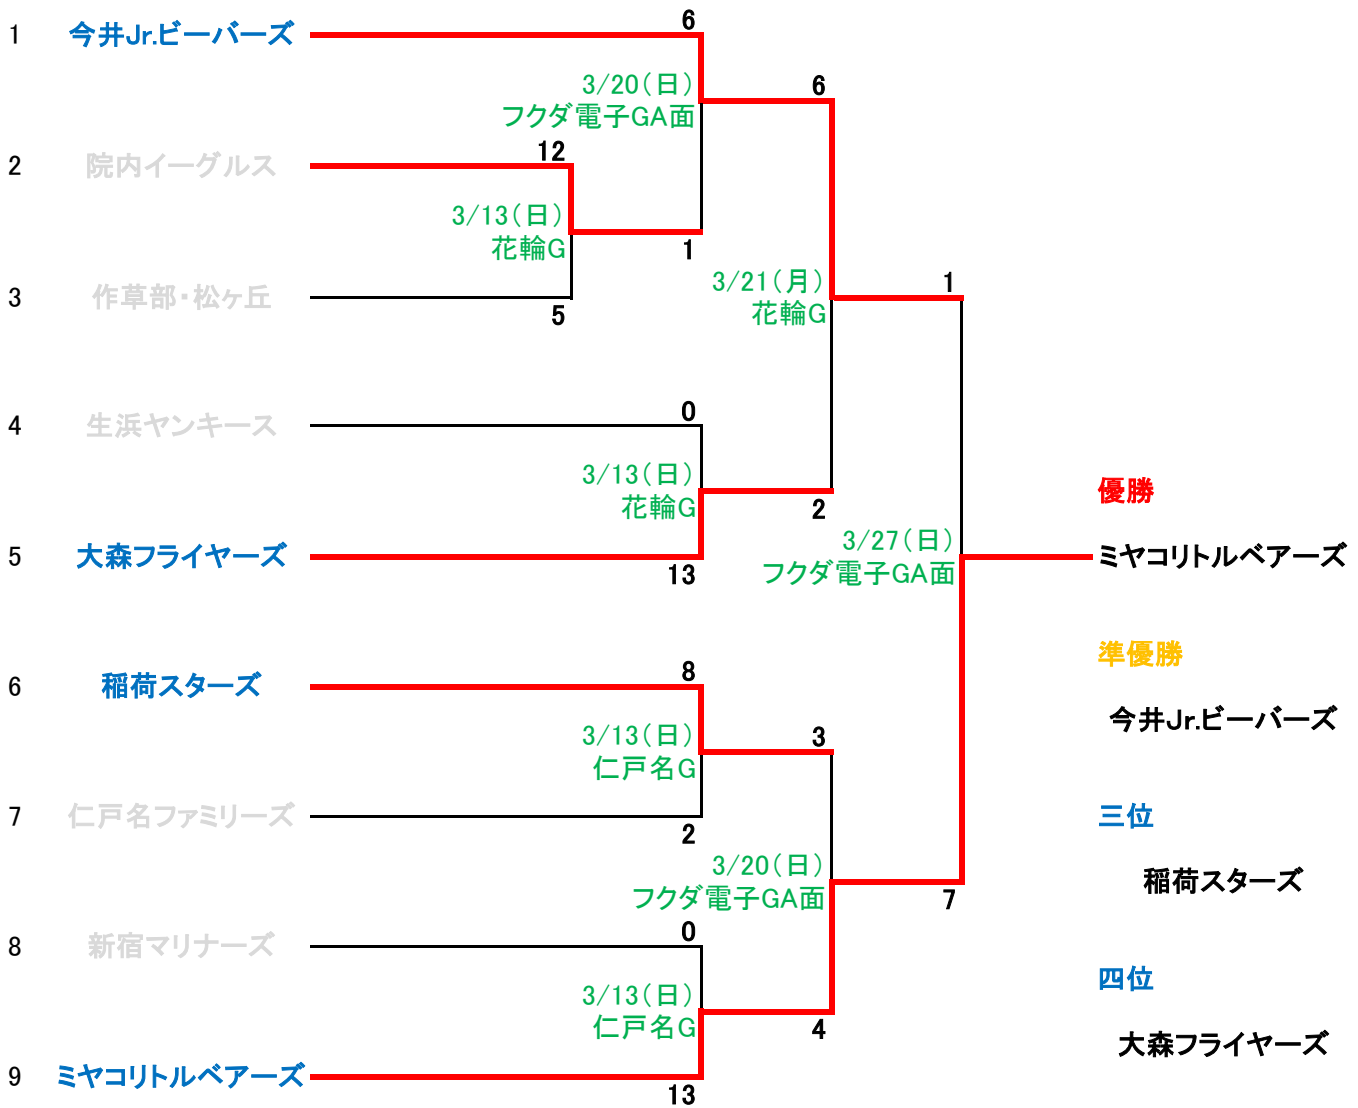 1 今井Jr.ビーバーズ
6
3/20(日)
フクダ電子GA面
6
2 院内イーグルス
12
3/13(日)
花輪G
1
3 作草部・松ヶ丘
5
3/21(月)
花輪G
1
4 生浜ヤンキース
0
3/13(日)
花輪G
2
5 大森フライヤーズ
13
3/27(日)
フクダ電子GA面
優勝
ミヤコリトルベアーズ
6 稲荷スターズ
8
3/13(日)
仁戸名G
3
準優勝
今井Jr.ビーバーズ
7 仁戸名ファミリーズ
2
3/20(日)
フクダ電子GA面
7
三位
稲荷スターズ
8 新宿マリナーズ
0
3/13(日)
仁戸名G
4
四位
大森フライヤーズ
9 ミヤコリトルベアーズ
13